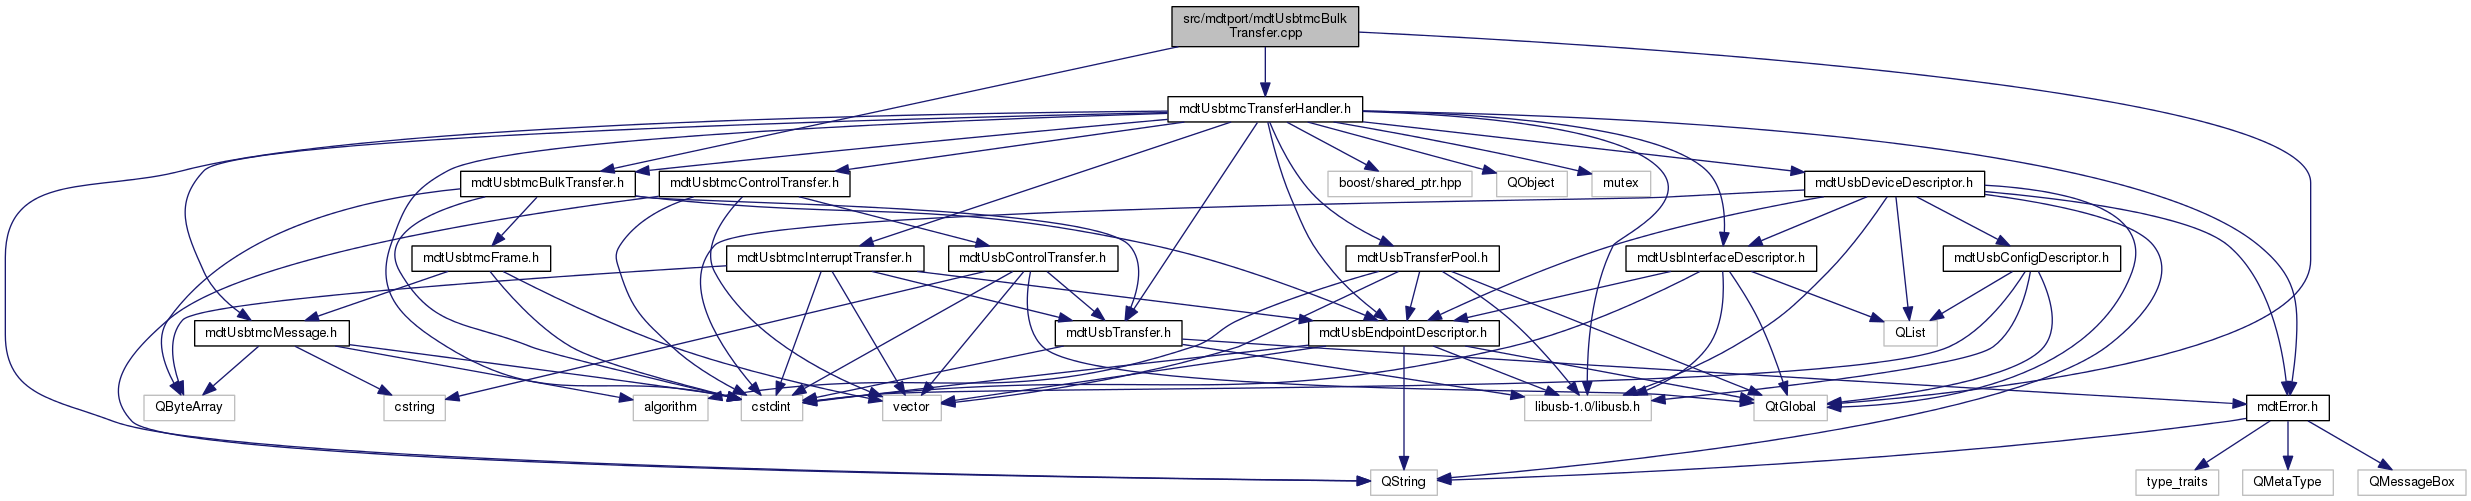 src/mdtport/mdtUsbtmcBulk
Transfer.cpp
mdtUsbtmcTransferHandler.h
mdtUsbtmcBulkTransfer.h
mdtUsbtmcControlTransfer.h
boost/shared_ptr.hpp
QObject
mutex
mdtUsbDeviceDescriptor.h
mdtUsbtmcFrame.h
mdtUsbtmcInterruptTransfer.h
mdtUsbControlTransfer.h
mdtUsbTransferPool.h
mdtUsbInterfaceDescriptor.h
mdtUsbConfigDescriptor.h
mdtUsbtmcMessage.h
mdtUsbTransfer.h
mdtUsbEndpointDescriptor.h
QList
QByteArray
cstring
algorithm
cstdint
vector
libusb-1.0/libusb.h
QtGlobal
mdtError.h
QString
type_traits
QMetaType
QMessageBox